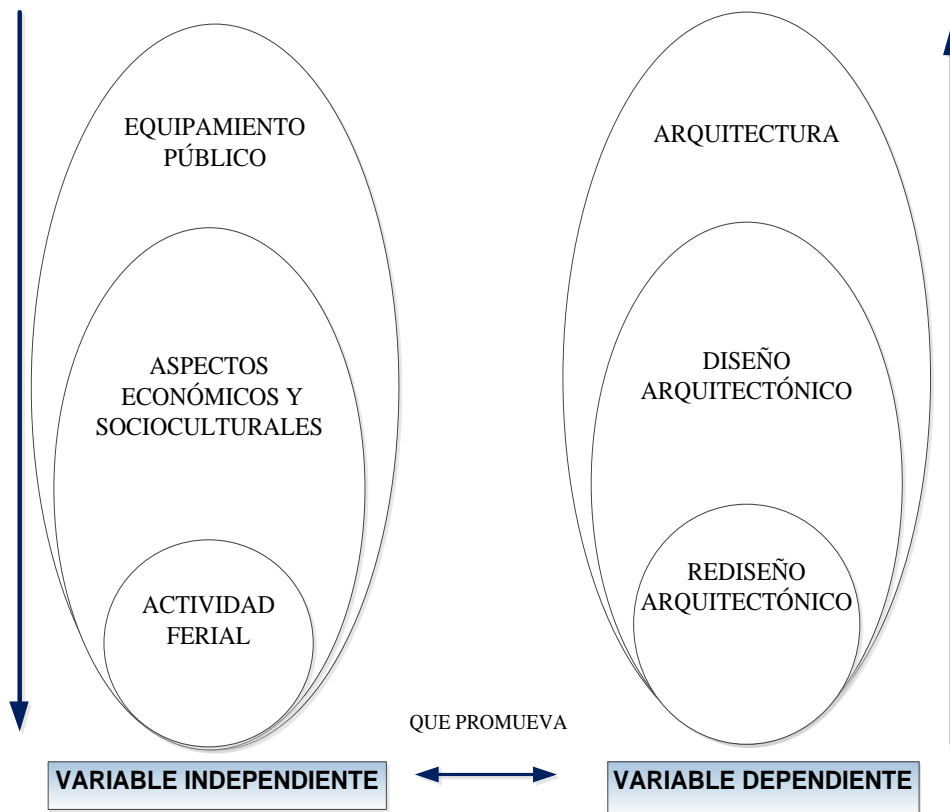 EQUIPAMIENTO
PÚBLICO
ASPECTOS
ECONÓMICOS Y
SOCIOCULTURALES
ACTIVIDAD
FERIAL
ARQUITECTURA
DISEÑO
ARQUITECTÓNICO
REDISEÑO
ARQUITECTÓNICO
QUE PROMUEVA
VARIABLE INDEPENDIENTE
VARIABLE DEPENDIENTE